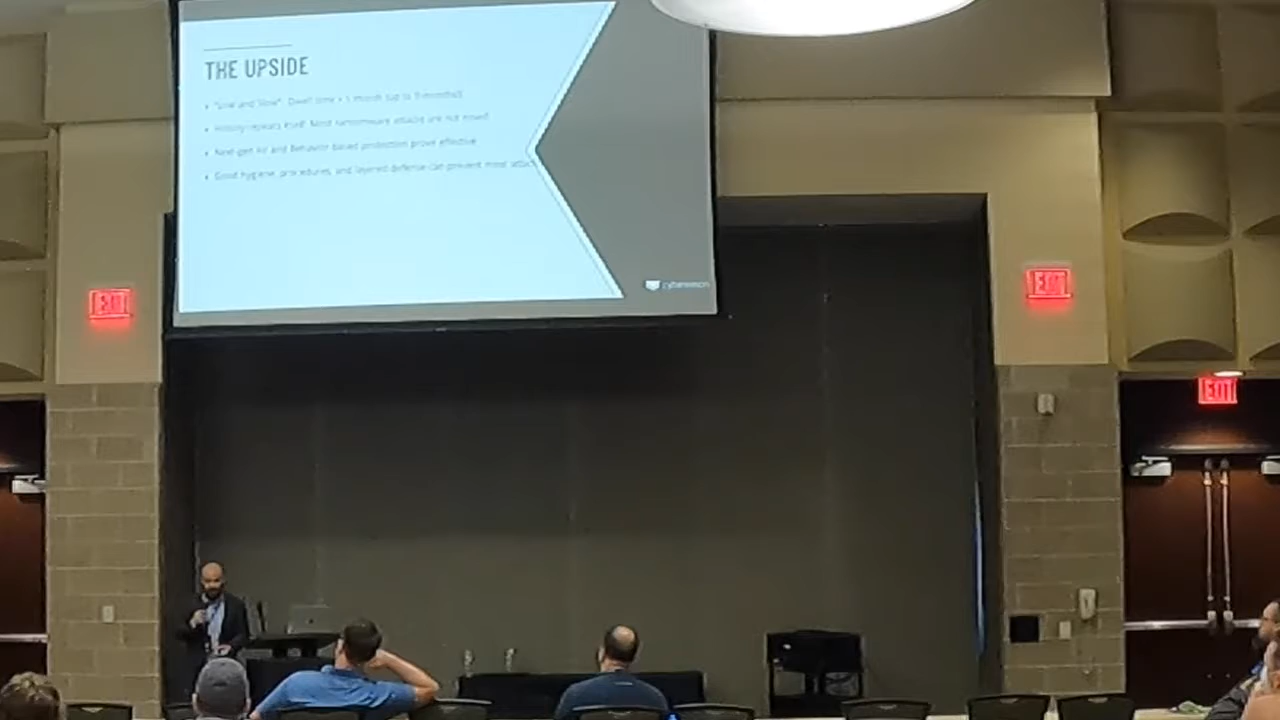 THE UPSIDE
• "Low and Slow": Dwell time > 1 month (up to 9 months!)
• History repeats itself: Most ransomware attacks are not novel!
• Next-gen AV and Behavior based protection prove effective
• Good hygiene, procedures, and layered defense can prevent most
cybereason
EXIT
EXIT
EXIT